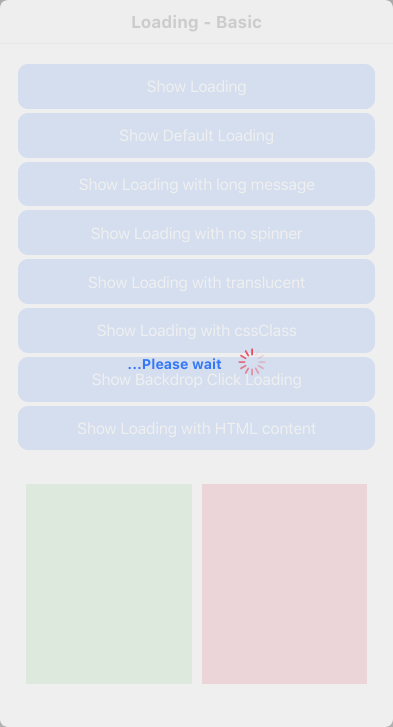 Loading - Basic
Show Loading
Show Default Loading
Show Loading with long message
Show Loading with no spinner
Show Loading with translucent
Show Loading with cssClass
...Please wait
Show Backdrop Click Loading
Show Loading with HTML content